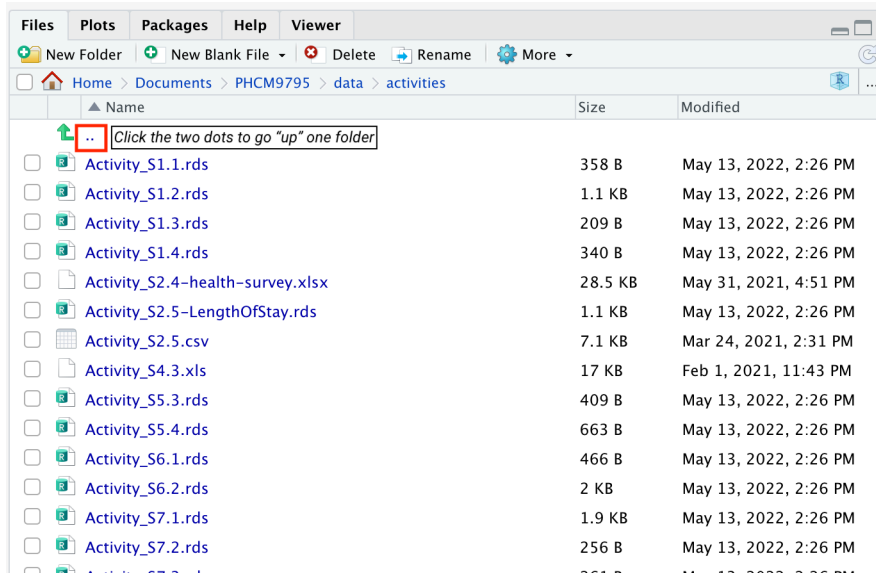 Files Plots Packages Help Viewer
New Folder New Blank File Delete Rename More
Home > Documents > PHCM9795 > data > activities R ...
Name Size Modified
.. Click the two dots to go “up” one folder
Activity_S1.1.rds 358 B May 13, 2022, 2:26 PM
Activity_S1.2.rds 1.1 KB May 13, 2022, 2:26 PM
Activity_S1.3.rds 209 B May 13, 2022, 2:26 PM
Activity_S1.4.rds 340 B May 13, 2022, 2:26 PM
Activity_S2.4-health-survey.xlsx 28.5 KB May 31, 2021, 4:51 PM
Activity_S2.5-LengthOfStay.rds 1.1 KB May 13, 2022, 2:26 PM
Activity_S2.5.csv 7.1 KB Mar 24, 2021, 2:31 PM
Activity_S4.3.xls 17 KB Feb 1, 2021, 11:43 PM
Activity_S5.3.rds 409 B May 13, 2022, 2:26 PM
Activity_S5.4.rds 663 B May 13, 2022, 2:26 PM
Activity_S6.1.rds 466 B May 13, 2022, 2:26 PM
Activity_S6.2.rds 2 KB May 13, 2022, 2:26 PM
Activity_S7.1.rds 1.9 KB May 13, 2022, 2:26 PM
Activity_S7.2.rds 256 B May 13, 2022, 2:26 PM